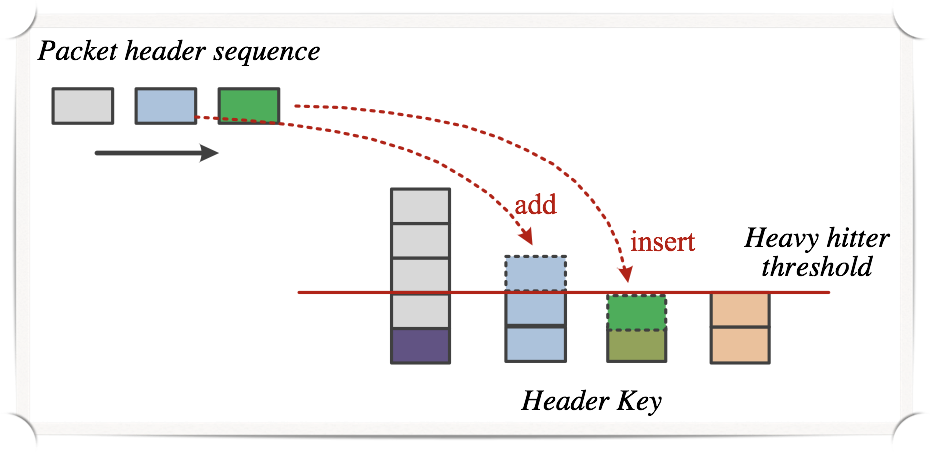 Packet header sequence
add
insert
Heavy hitter
threshold
Header Key